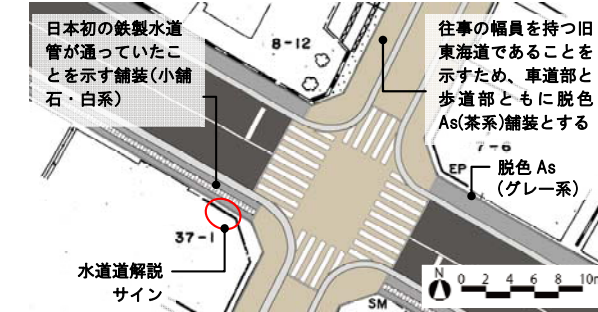 日本初の鉄製水道
管が通っていたこ
とを示す舗装(小舗
石・白系)
8-12
往事の幅員を持つ旧
東海道であることを
示すため、車道部と
歩道部ともに脱色
As(茶系)舗装とする
7-6
EP
脱色 As
(グレー系)
37-1
水道道解説
サイン
SM
N
0 2 4 6 8 10m